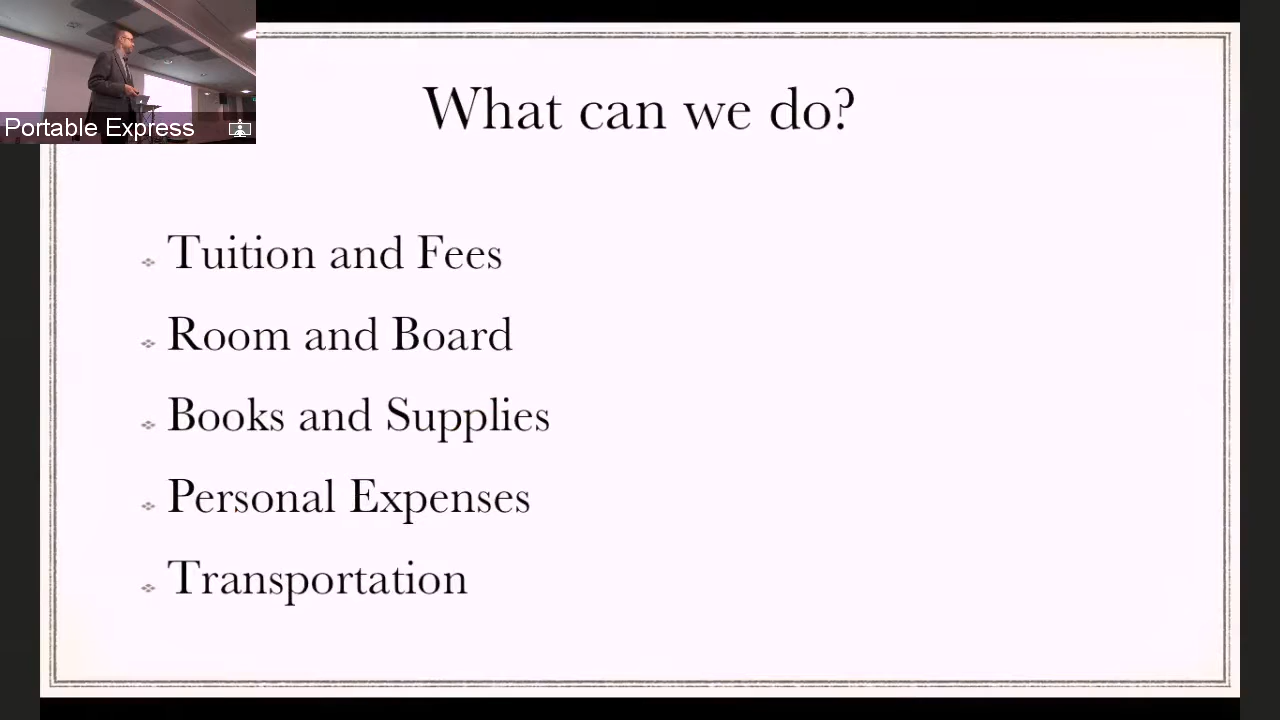 Portable Express
What can we do?
Tuition and Fees
Room and Board
Books and Supplies
Personal Expenses
Transportation